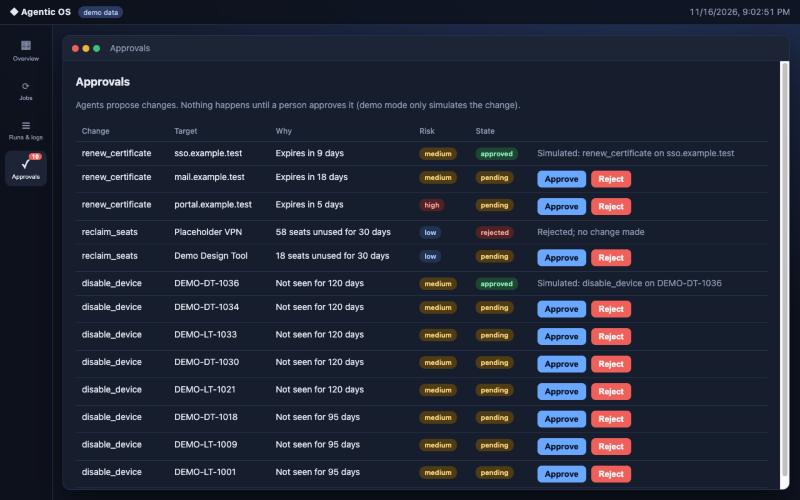 ◆ Agentic OS demo data 11/16/2026, 9:02:51 PM
Overview
Jobs
Runs & logs
10
Approvals
Approvals
Approvals
Agents propose changes. Nothing happens until a person approves it (demo mode only simulates the change).
Change Target Why Risk State
renew_certificate sso.example.test Expires in 9 days medium approved Simulated: renew_certificate on sso.example.test
renew_certificate mail.example.test Expires in 18 days medium pending Approve Reject
renew_certificate portal.example.test Expires in 5 days high pending Approve Reject
reclaim_seats Placeholder VPN 58 seats unused for 30 days low rejected Rejected; no change made
reclaim_seats Demo Design Tool 18 seats unused for 30 days low pending Approve Reject
disable_device DEMO-DT-1036 Not seen for 120 days medium approved Simulated: disable_device on DEMO-DT-1036
disable_device DEMO-DT-1034 Not seen for 120 days medium pending Approve Reject
disable_device DEMO-LT-1033 Not seen for 120 days medium pending Approve Reject
disable_device DEMO-DT-1030 Not seen for 120 days medium pending Approve Reject
disable_device DEMO-LT-1021 Not seen for 120 days medium pending Approve Reject
disable_device DEMO-DT-1018 Not seen for 95 days medium pending Approve Reject
disable_device DEMO-LT-1009 Not seen for 95 days medium pending Approve Reject
disable_device DEMO-LT-1001 Not seen for 95 days medium pending Approve Reject